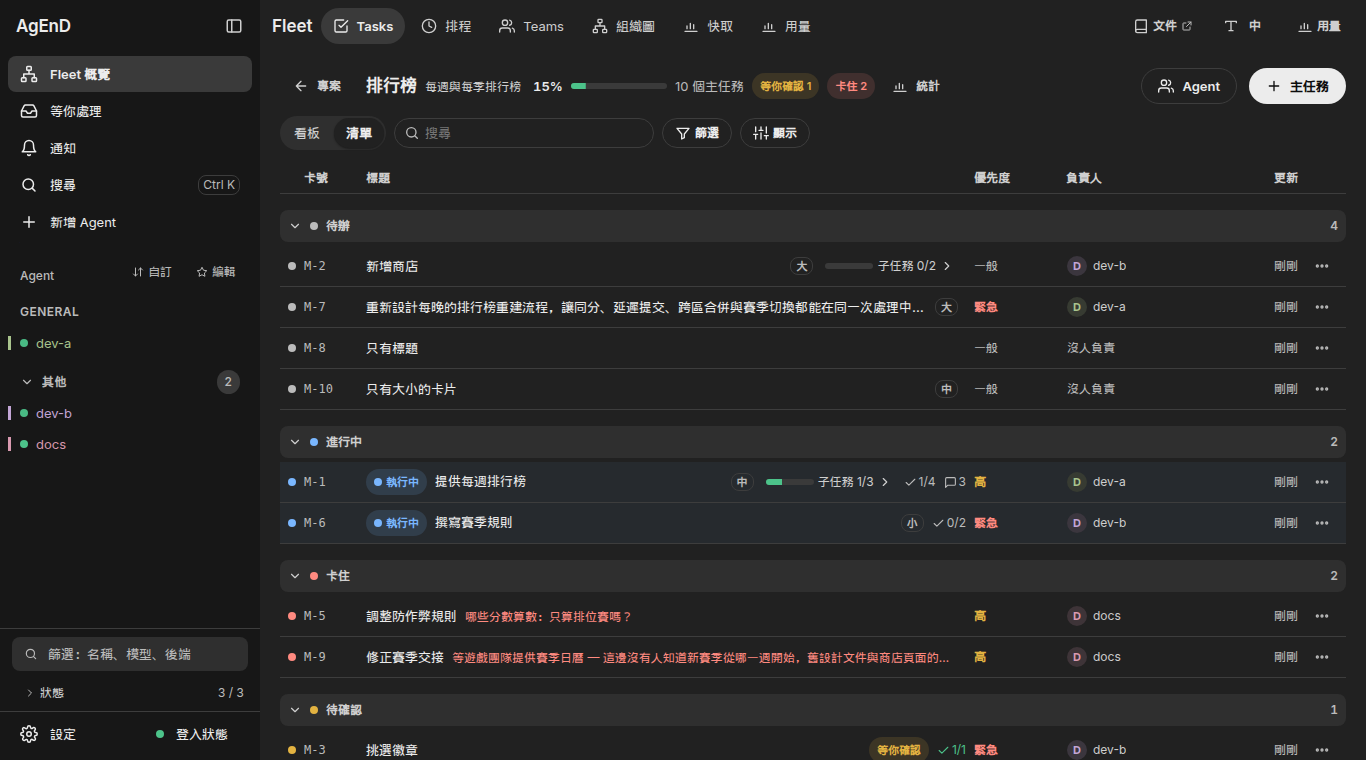 AgEnD
Fleet 概覽
等你處理
通知
搜尋 Ctrl K
新增 Agent
Agent 自訂 編輯
GENERAL
dev-a
其他 2
dev-b
docs
篩選：名稱、模型、後端
狀態 3 / 3
設定 登入狀態
Fleet Tasks 排程 Teams 組織圖 快取 用量 文件 中 用量
專案 排行榜 每週與每季排行榜 15% 10 個主任務 等你確認 1 卡住 2 統計 Agent 主任務
看板 清單 搜尋 篩選 顯示
卡號 標題 優先度 負責人 更新
待辦 4
M-2 新增商店 大 子任務 0/2 一般 D dev-b 剛剛
M-7 重新設計每晚的排行榜重建流程，讓同分、延遲提交、跨區合併與賽季切換都能在同一次處理中... 大 緊急 D dev-a 剛剛
M-8 只有標題 一般 沒人負責 剛剛
M-10 只有大小的卡片 中 一般 沒人負責 剛剛
進行中 2
M-1 執行中 提供每週排行榜 中 子任務 1/3 1/4 3 高 D dev-a 剛剛
M-6 執行中 撰寫賽季規則 小 0/2 緊急 D dev-b 剛剛
卡住 2
M-5 調整防作弊規則 哪些分數算數：只算排位賽嗎？ 高 D docs 剛剛
M-9 修正賽季交接 等遊戲團隊提供賽季日曆 — 這邊沒有人知道新賽季從哪一週開始，舊設計文件與商店頁面的... 高 D docs 剛剛
待確認 1
M-3 挑選徽章 等你確認 1/1 緊急 D dev-b 剛剛